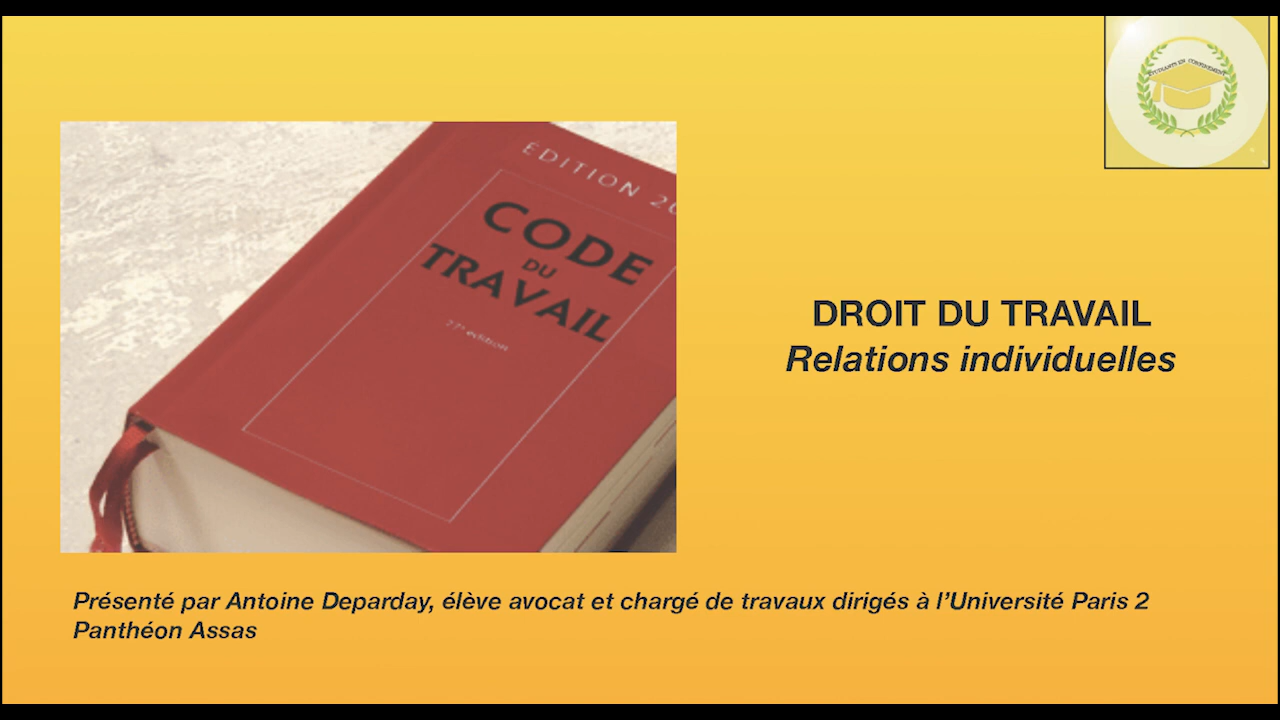 ÉDITION 20
CODE
DU
TRAVAIL
DROIT DU TRAVAIL
Relations individuelles
Présenté par Antoine Deparday, élève avocat et chargé de travaux dirigés à l’Université Paris 2
Panthéon Assas